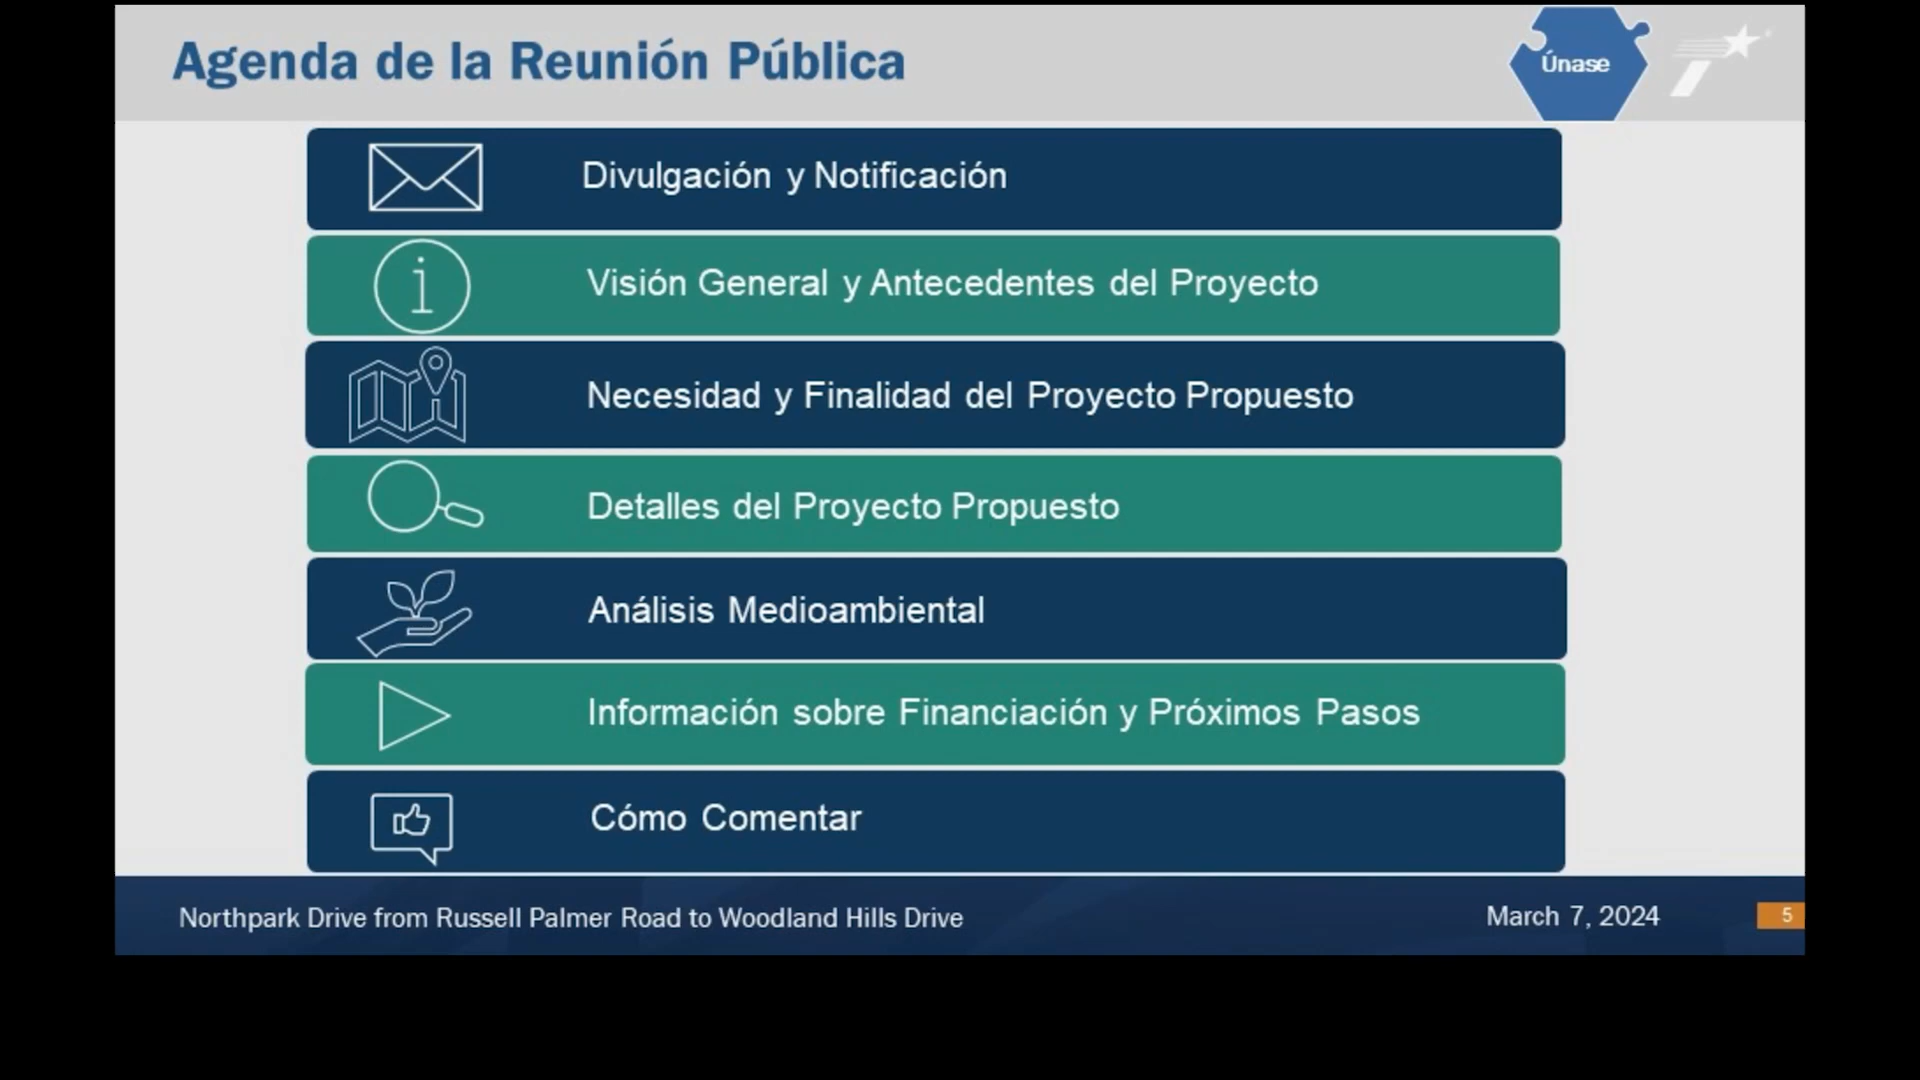 Agenda de la Reunión Pública
Únase
Divulgación y Notificación
Visión General y Antecedentes del Proyecto
Necesidad y Finalidad del Proyecto Propuesto
Detalles del Proyecto Propuesto
Análisis Medioambiental
Información sobre Financiación y Próximos Pasos
Cómo Comentar
Northpark Drive from Russell Palmer Road to Woodland Hills Drive
March 7, 2024
5